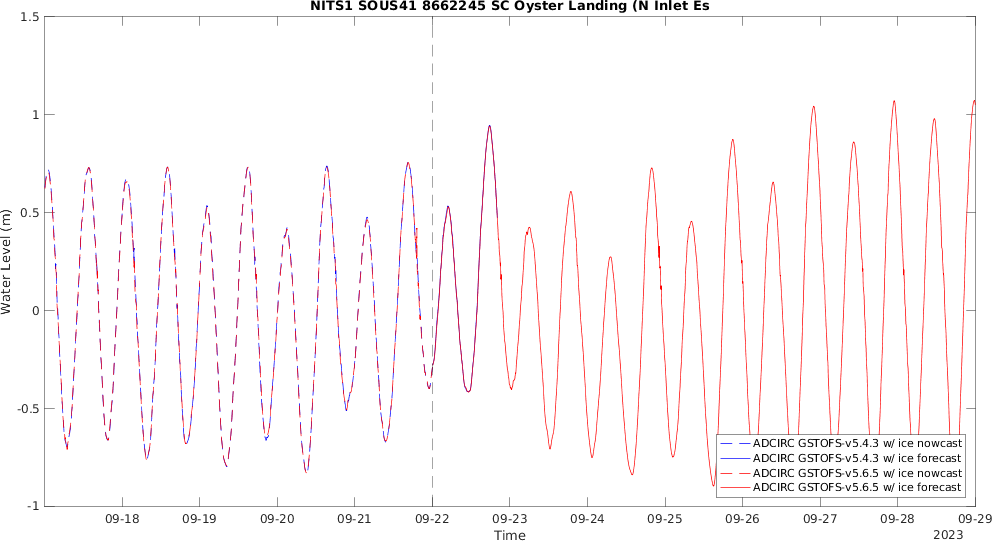 NITS1 SOUS41 8662245 SC Oyster Landing (N Inlet Es
1.5
1
0.5
0
-0.5
-1
Water Level (m)
ADCIRC GSTOFS-v5.4.3 w/ ice nowcast
ADCIRC GSTOFS-v5.4.3 w/ ice forecast
ADCIRC GSTOFS-v5.6.5 w/ ice nowcast
ADCIRC GSTOFS-v5.6.5 w/ ice forecast
09-18 09-19 09-20 09-21 09-22 09-23 09-24 09-25 09-26 09-27 09-28 09-29
Time
2023